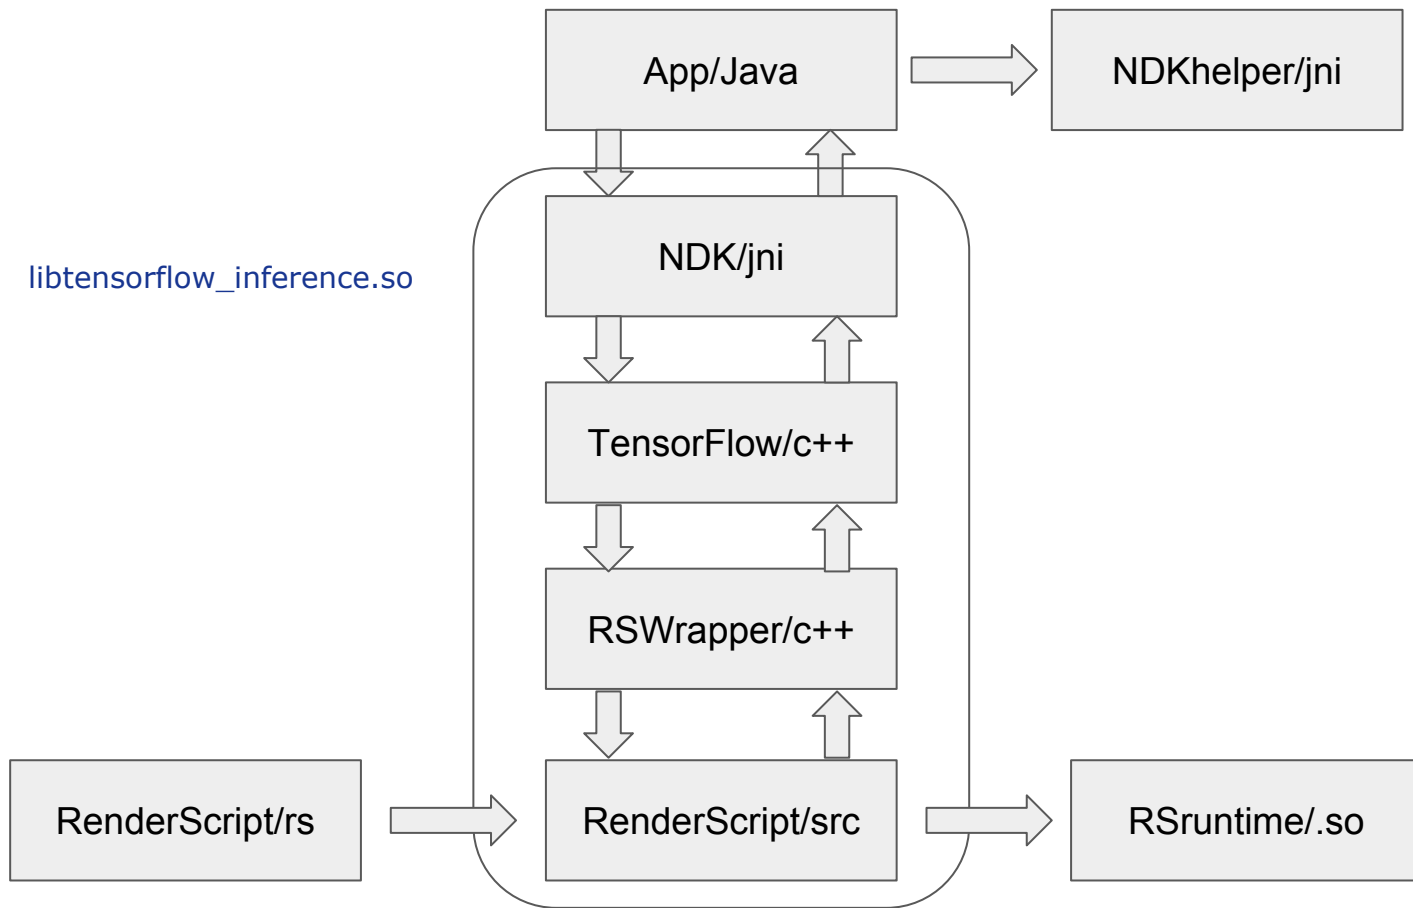 App/Java
NDKhelper/jni
NDK/jni
libtensorflow_inference.so
TensorFlow/c++
RSWrapper/c++
RenderScript/rs
RenderScript/src
RSruntime/.so